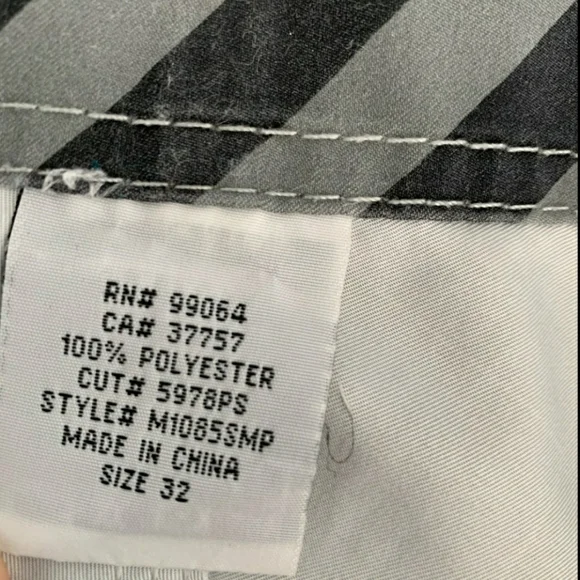 RN# 99064
CA# 37757
100% POLYESTER
CUT# 5978PS
STYLE# M1085SMP
MADE IN CHINA
SIZE 32